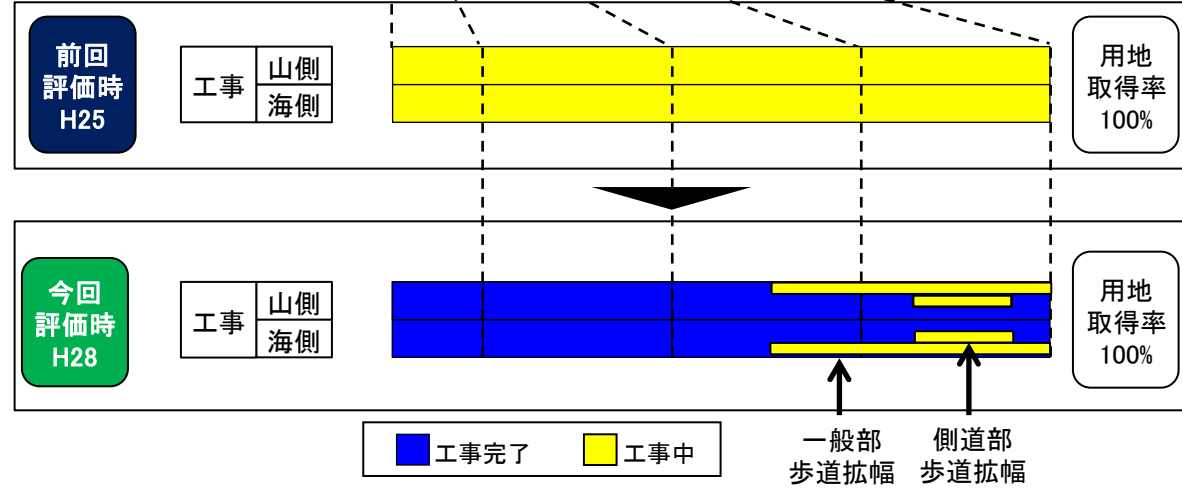 前回
評価時
H25
工事
山側
海側
用地
取得率
100%
今回
評価時
H28
工事
山側
海側
用地
取得率
100%
工事完了
工事中
一般部
歩道拡幅
側道部
歩道拡幅